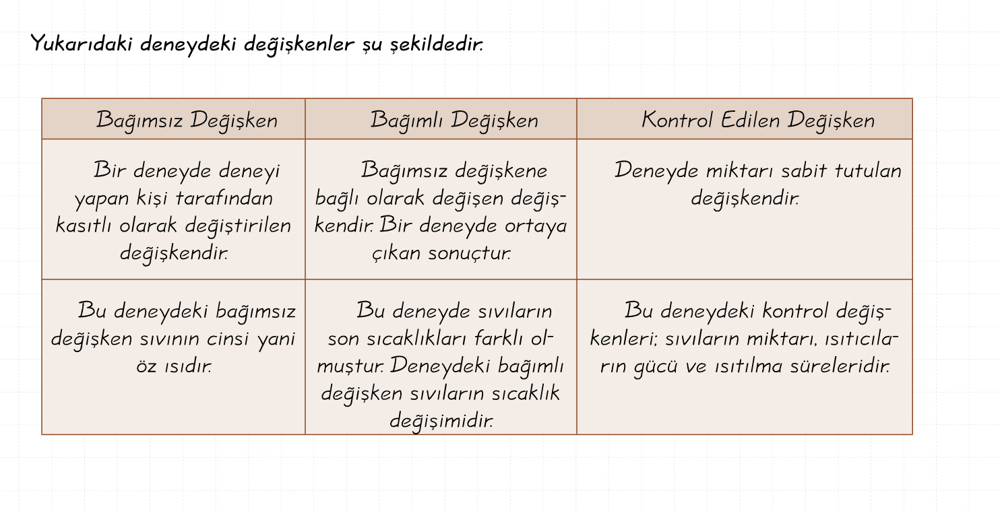 Yukarıdaki deneydeki değişkenler şu şekildedir.
Bağımsız Değişken
Bağımlı Değişken
Kontrol Edilen Değişken
Bir deneyde deneyi
yapan kişi tarafından
kasıtlı olarak değiştirilen
değişkendir.
Bağımsız değişkene
bağlı olarak değişen değiş-
kendir. Bir deneyde ortaya
çıkan sonuçtur.
Deneyde miktarı sabit tutulan
değişkendir.
Bu deneydeki bağımsız
değişken sıvının cinsi yani
öz ısıdır.
Bu deneyde sıvıların
son sıcaklıkları farklı ol-
muştur. Deneydeki bağımlı
değişken sıvıların sıcaklık
değişimidir.
Bu deneydeki kontrol değiş-
kenleri; sıvıların miktarı, ısıtıcıla-
rın gücü ve ısıtılma süreleridir.